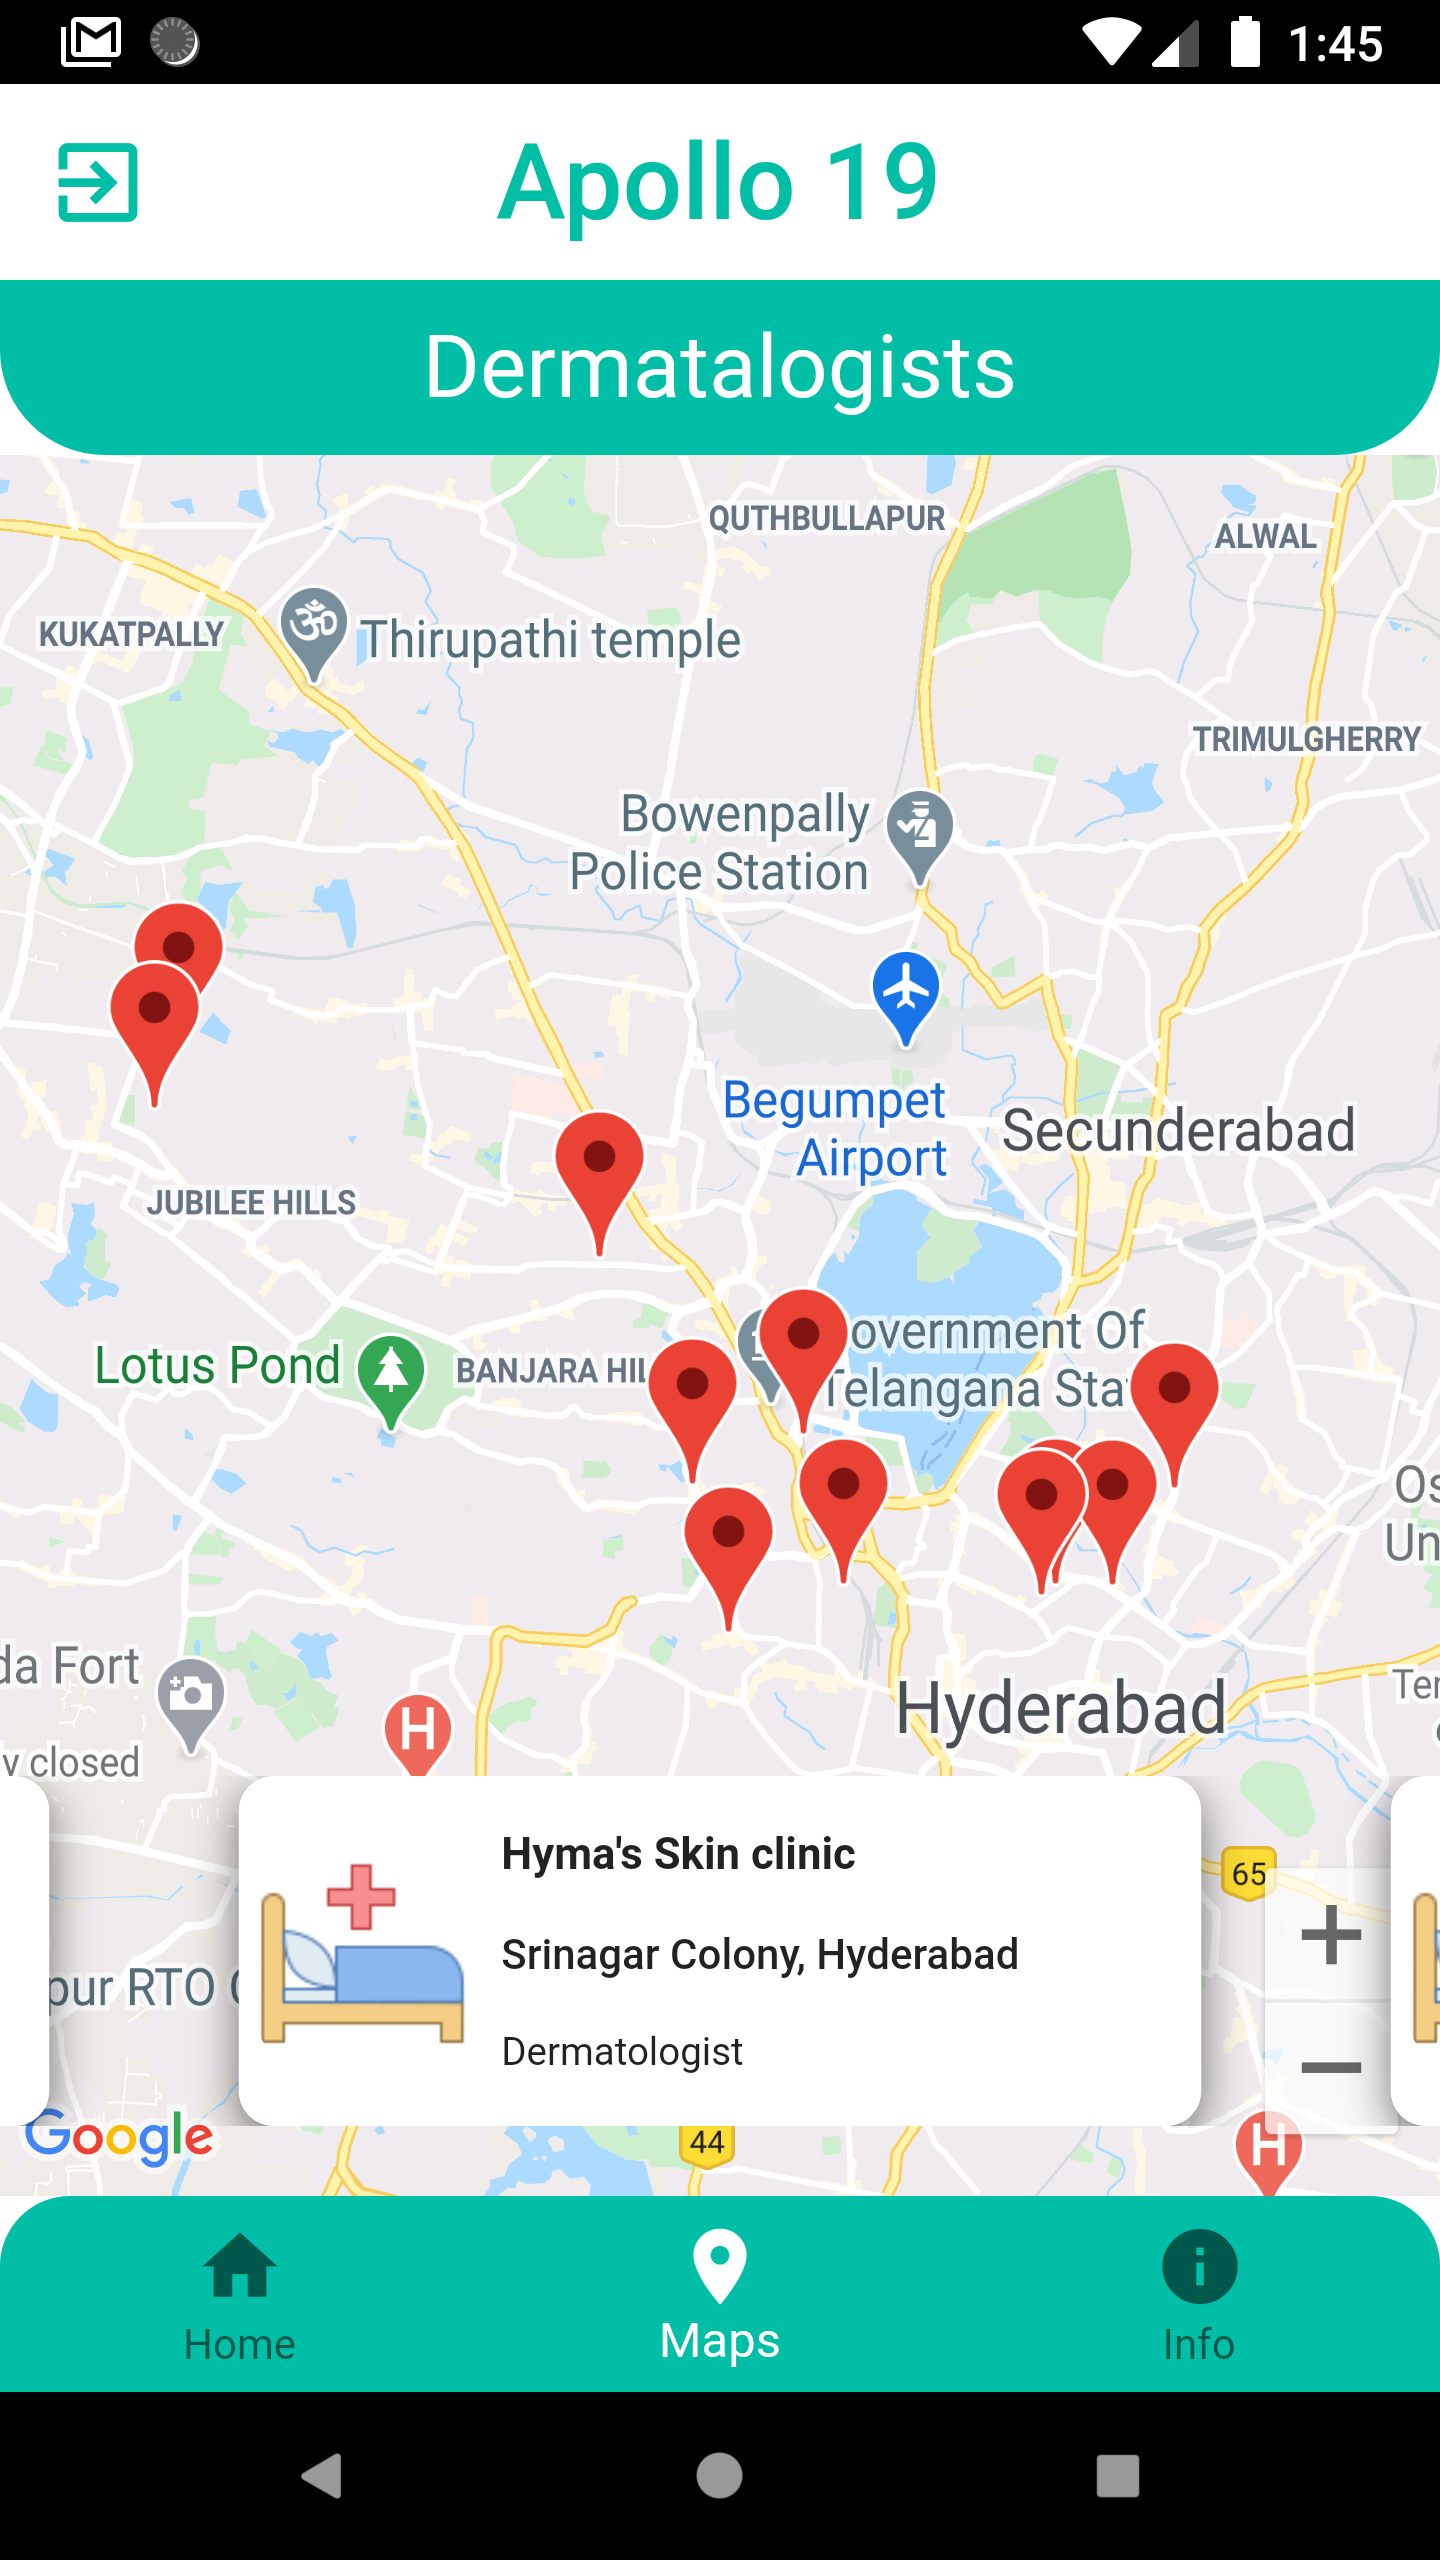 1:45
Apollo 19
Dermatalogists
QUTHBULLAPUR
ALWAL
KUKATPALLY
Thirupathi temple
TRIMULGHERRY
Bowenpally
Police Station
Begumpet
Airport
Secunderabad
JUBILEE HILLS
Government Of
Telangana Sta
Lotus Pond
BANJARA HIL
Os
Un
da Fort
Ter
Hyderabad
y closed
H
Hyma's Skin clinic
65
Srinagar Colony, Hyderabad
pur RTO
Dermatologist
Google
44
H
Home
Maps
Info